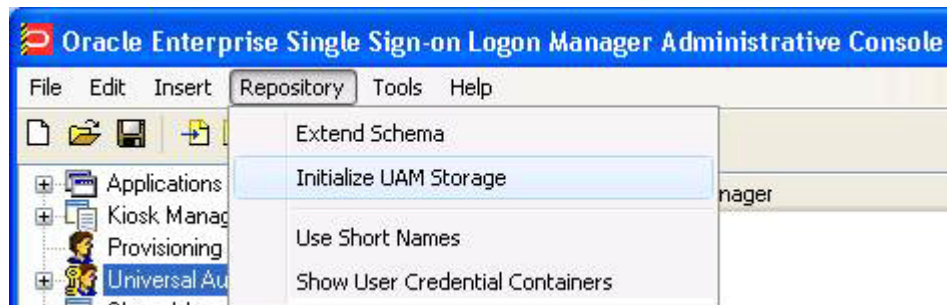 Oracle Enterprise Single Sign-on Logon Manager Administrative Console
File Edit Insert Repository Tools Help
Extend Schema
Initialize UAM Storage
Applications
nager
Kiosk Manag
Use Short Names
Provisioning
Universal Au
Show User Credential Containers